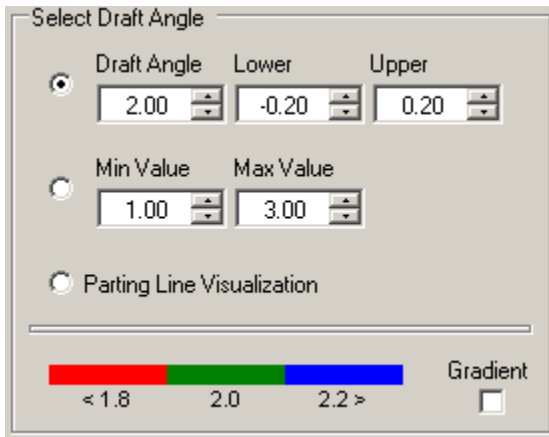 Select Draft Angle
Draft Angle Lower Upper
2.00 -0.20 0.20
Min Value Max Value
1.00 3.00
Parting Line Visualization
Gradient
< 1.8 2.0 2.2 >